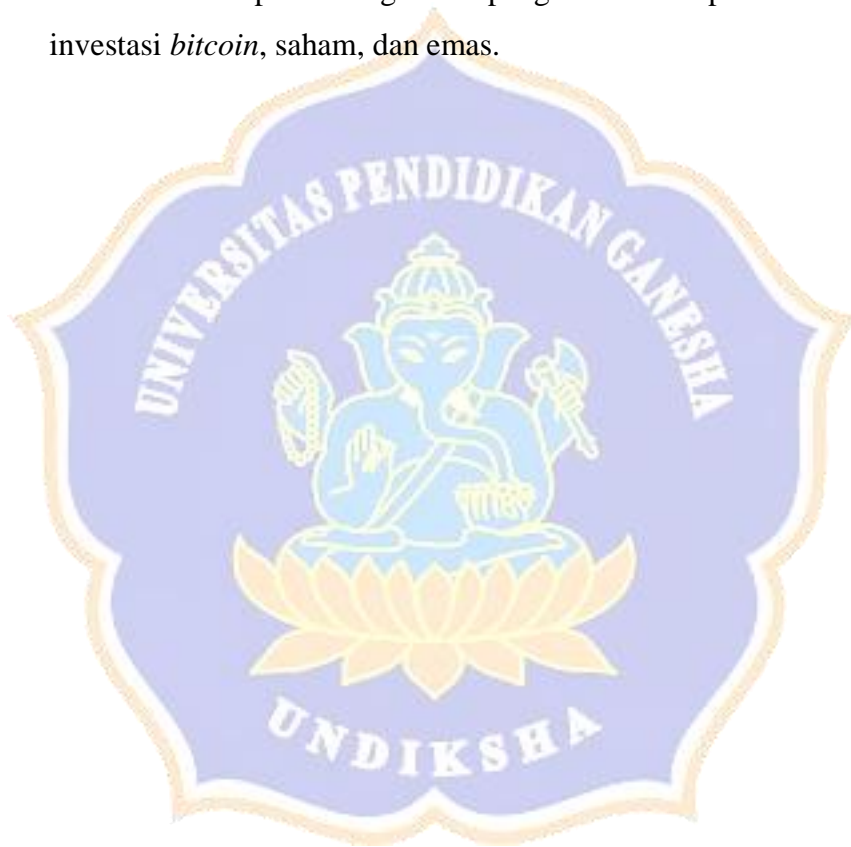 investasi bitcoin, saham, dan emas.
UNIVERSITAS PENDIDIKAN GANESHA
UNDIKSHA